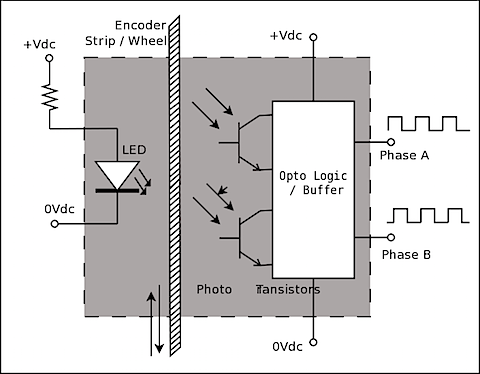 Encoder
Strip / Wheel
+Vdc
+Vdc
LED
Phase A
Opto Logic
/ Buffer
0Vdc
Phase B
Photo Tansistors
0Vdc